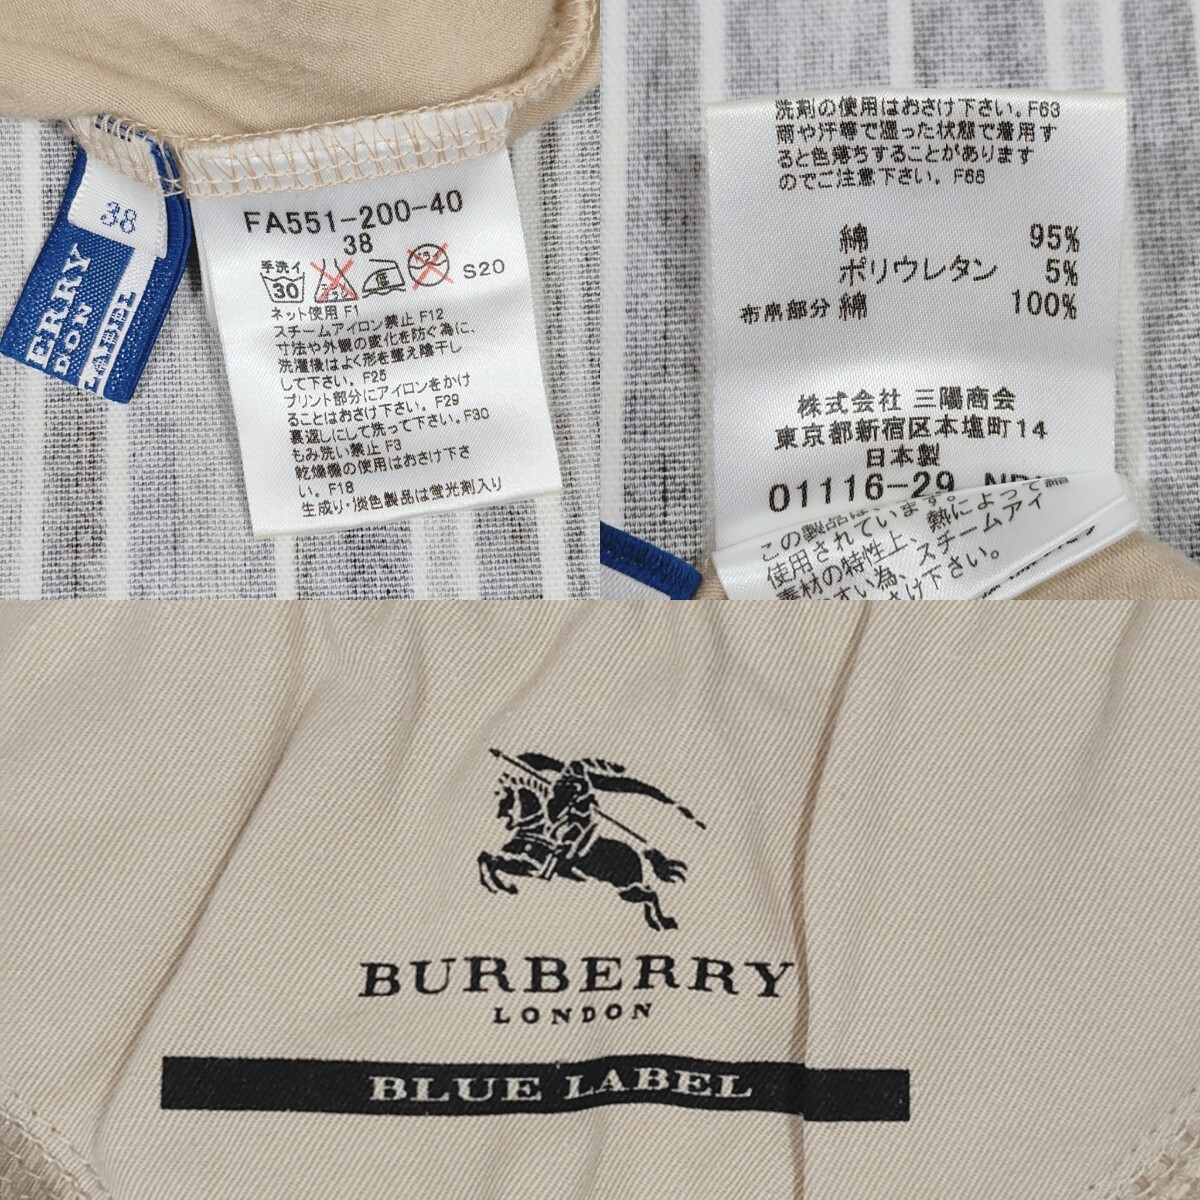 38
FA551-200-40
38
手洗イ
30
S20
ネット使用 F1
スチームアイロン禁止 F12
寸法や外観の変化を防ぐ為に、
洗濯後はよく形を整え陰干し
して下さい。F25
プリント部分にアイロンをかけ
ることはおさけ下さい。F29
裏返しにして洗って下さい。F30
もみ洗い禁止 F3
乾燥機の使用はおさけ下さ
い。F18
生成り・淡色製品は蛍光剤入り
洗剤の使用はおさけ下さい。F63
雨や汗等で湿った状態で着用す
ると色落ちすることがあります
のでご注意下さい。F66
綿 95%
ポリウレタン 5%
布帛部分 綿 100%
株式会社 三陽商会
東京都新宿区本塩町14
日本製
01116-29
この製品は
使用されています。熱によって
素材の特性上、スチームアイ
すい為、
さけ下さい。
BURBERRY
LONDON
BLUE LABEL